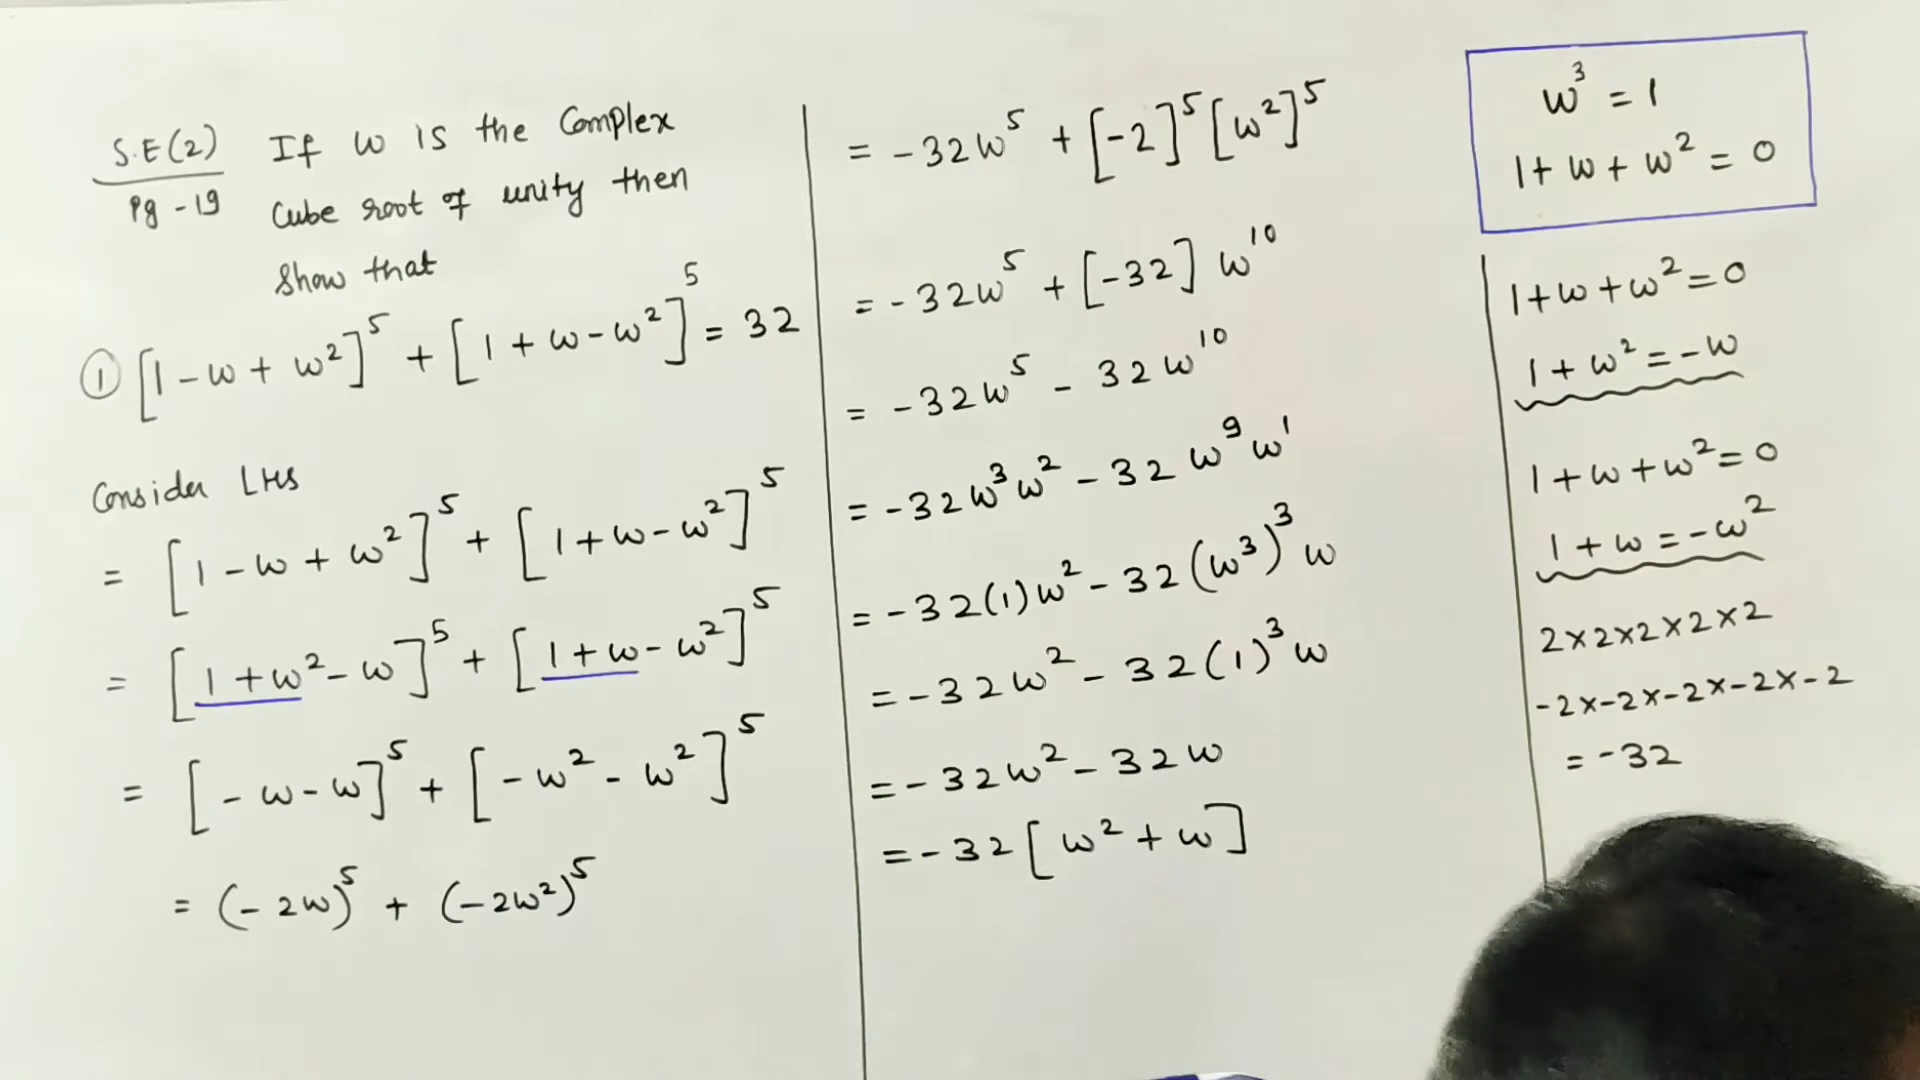 S.E(2) If ω is the Complex
Pg - 19 Cube root of unity then
Show that
① [1 - ω + ω²]⁵ + [1 + ω - ω²]⁵ = 32
Consider LHS
= [1 - ω + ω²]⁵ + [1 + ω - ω²]⁵
= [1 + ω² - ω]⁵ + [1 + ω - ω²]⁵
= [- ω - ω]⁵ + [- ω² - ω²]⁵
= (- 2ω)⁵ + (- 2ω²)⁵
= - 32ω⁵ + [-2]⁵ [ω²]⁵
= - 32ω⁵ + [-32] ω¹⁰
= - 32ω⁵ - 32ω¹⁰
= - 32ω³ω² - 32 ω⁹ω¹
= - 32(1)ω² - 32(ω³)³ω
= - 32ω² - 32(1)³ω
= - 32ω² - 32ω
= - 32[ω² + ω]
ω³ = 1
1 + ω + ω² = 0
1 + ω + ω² = 0
1 + ω² = - ω
1 + ω + ω² = 0
1 + ω = - ω²
2×2×2×2×2
-2×-2×-2×-2×-2
= -32